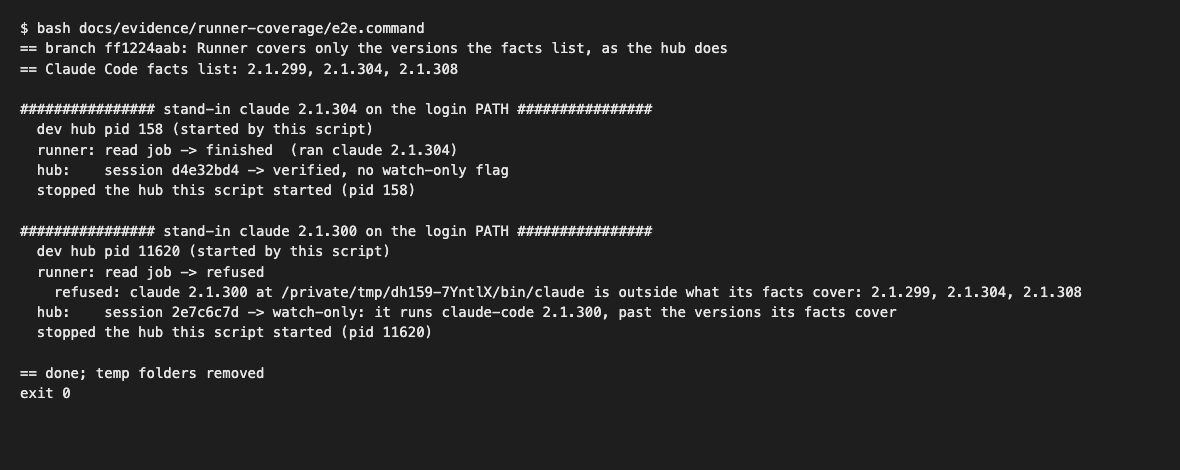 $ bash docs/evidence/runner-coverage/e2e.command
== branch ff1224aab: Runner covers only the versions the facts list, as the hub does
== Claude Code facts list: 2.1.299, 2.1.304, 2.1.308
################ stand-in claude 2.1.304 on the login PATH ################
dev hub pid 158 (started by this script)
runner: read job -> finished  (ran claude 2.1.304)
hub:    session d4e32bd4 -> verified, no watch-only flag
stopped the hub this script started (pid 158)
################ stand-in claude 2.1.300 on the login PATH ################
dev hub pid 11620 (started by this script)
runner: read job -> refused
refused: claude 2.1.300 at /private/tmp/dh159-7YntlX/bin/claude is outside what its facts cover: 2.1.299, 2.1.304, 2.1.308
hub:    session 2e7c6c7d -> watch-only: it runs claude-code 2.1.300, past the versions its facts cover
stopped the hub this script started (pid 11620)
== done; temp folders removed
exit 0